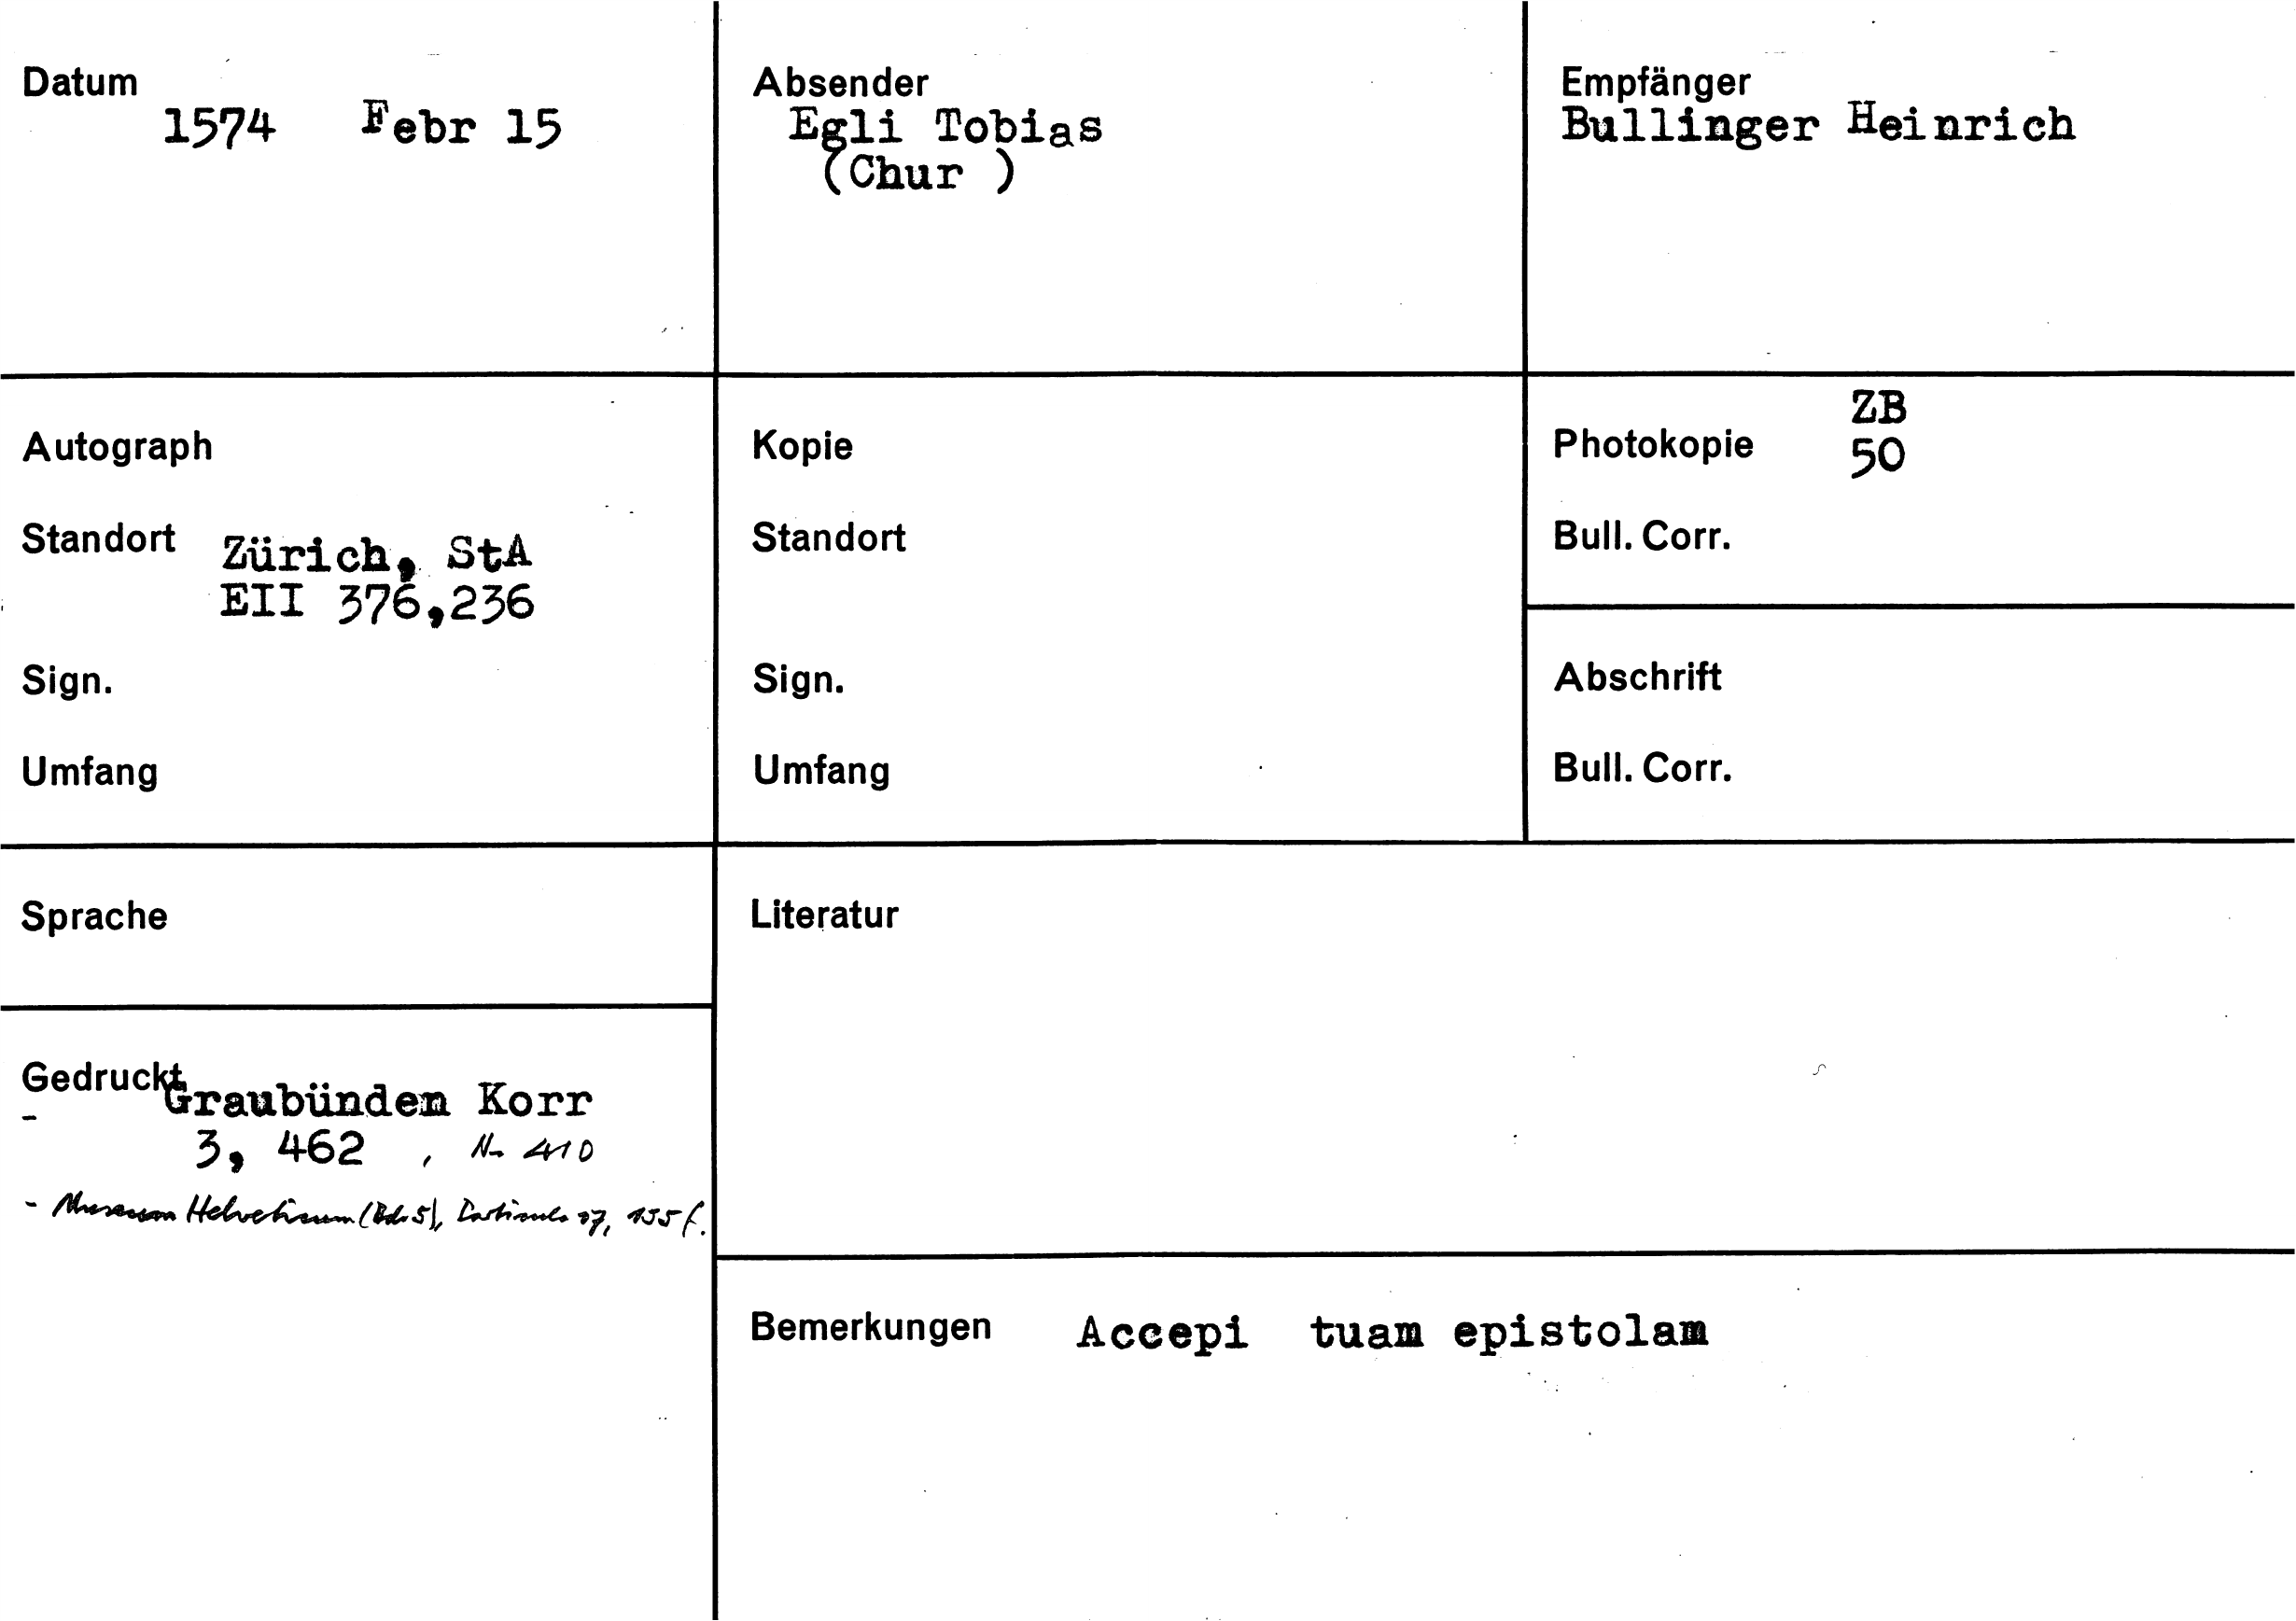 Datum
1574 Febr 15
Absender
Egli Tobias
(Chur )
Empfänger
Bullinger Heinrich
Autograph
Standort Zürich, StA
EII 376,236
Sign.
Umfang
Kopie
Standort
Sign.
Umfang
Photokopie ZB
50
Bull. Corr.
Abschrift
Bull. Corr.
Sprache
Gedruckt
- Graubünden Korr
3, 462 , Nr 410
- Museum Helveticum (Bd. 5), Particula 17, 155 f.
Literatur
Bemerkungen Accepi tuam epistolam